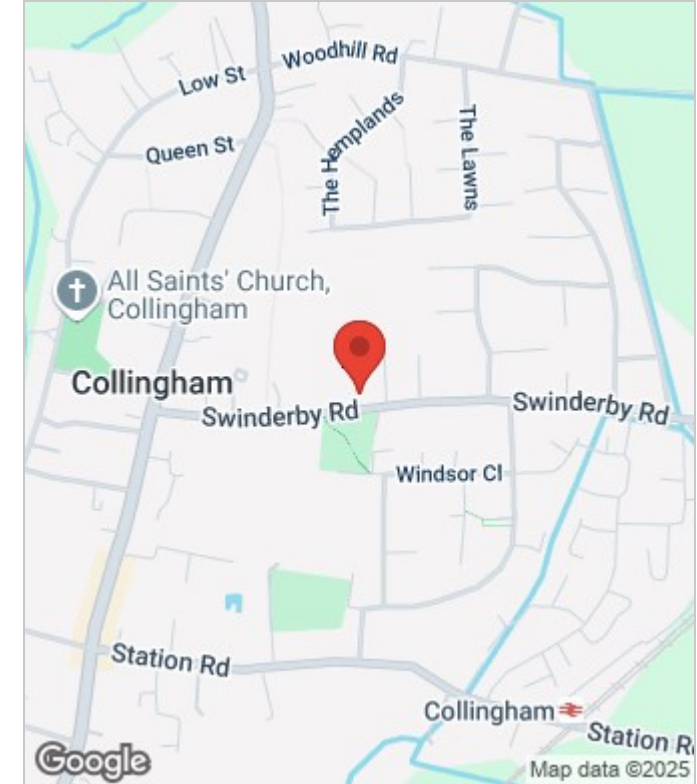 Woodhill Rd
Low St
Queen St
The Hemplands
The Lawns
All Saints' Church,
Collingham
Collingham
Swinderby Rd
Swinderby Rd
Windsor Cl
Station Rd
Collingham
Station R
Google
Map data ©2025